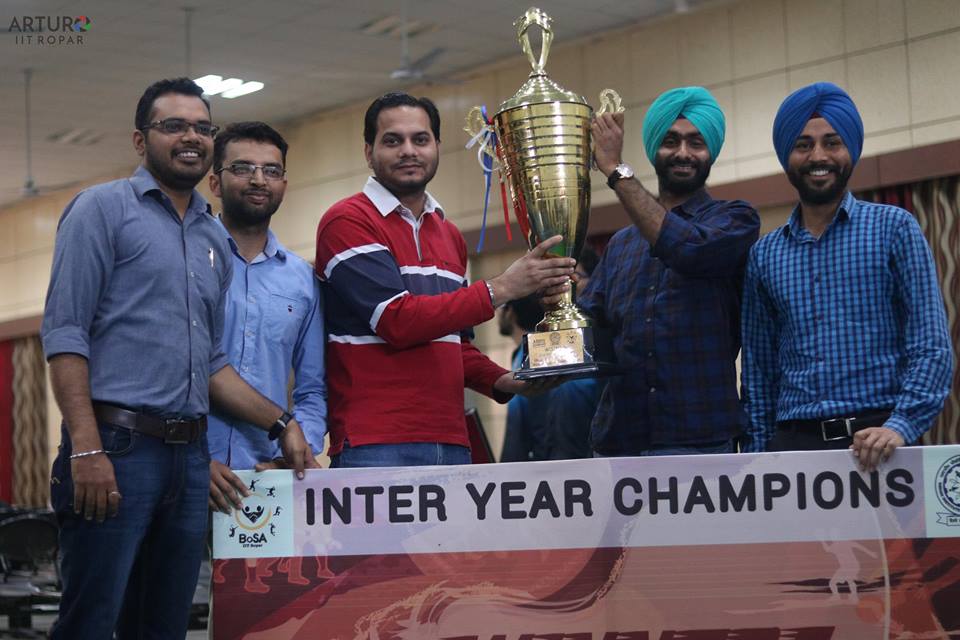 ARTURO
IIT ROPAR
INTER YEAR CHAMPIONS
BoSA
IIT Ropar